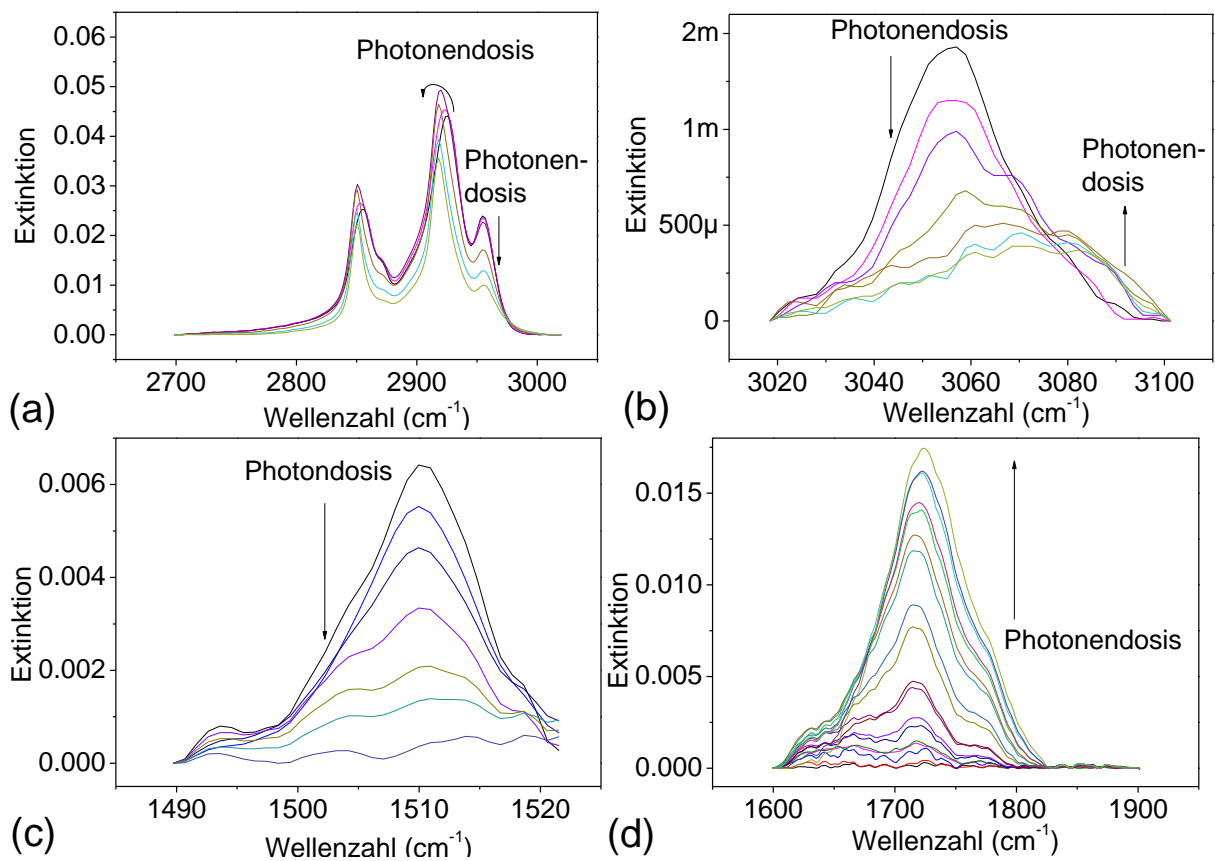 0.06
0.05
0.04
0.03
0.02
0.01
0.00
Extinktion
Photonendosis
Photonen-
dosis
2700 2800 2900 3000
Wellenzahl (cm⁻¹)
(a)
2m
1m
500µ
0
Extinktion
Photonendosis
Photonen-
dosis
3020 3040 3060 3080 3100
Wellenzahl (cm⁻¹)
(b)
0.006
0.004
0.002
0.000
Extinktion
Photondosis
1490 1500 1510 1520
Wellenzahl (cm⁻¹)
(c)
0.015
0.010
0.005
0.000
Extinktion
Photonendosis
1600 1700 1800 1900
Wellenzahl (cm⁻¹)
(d)